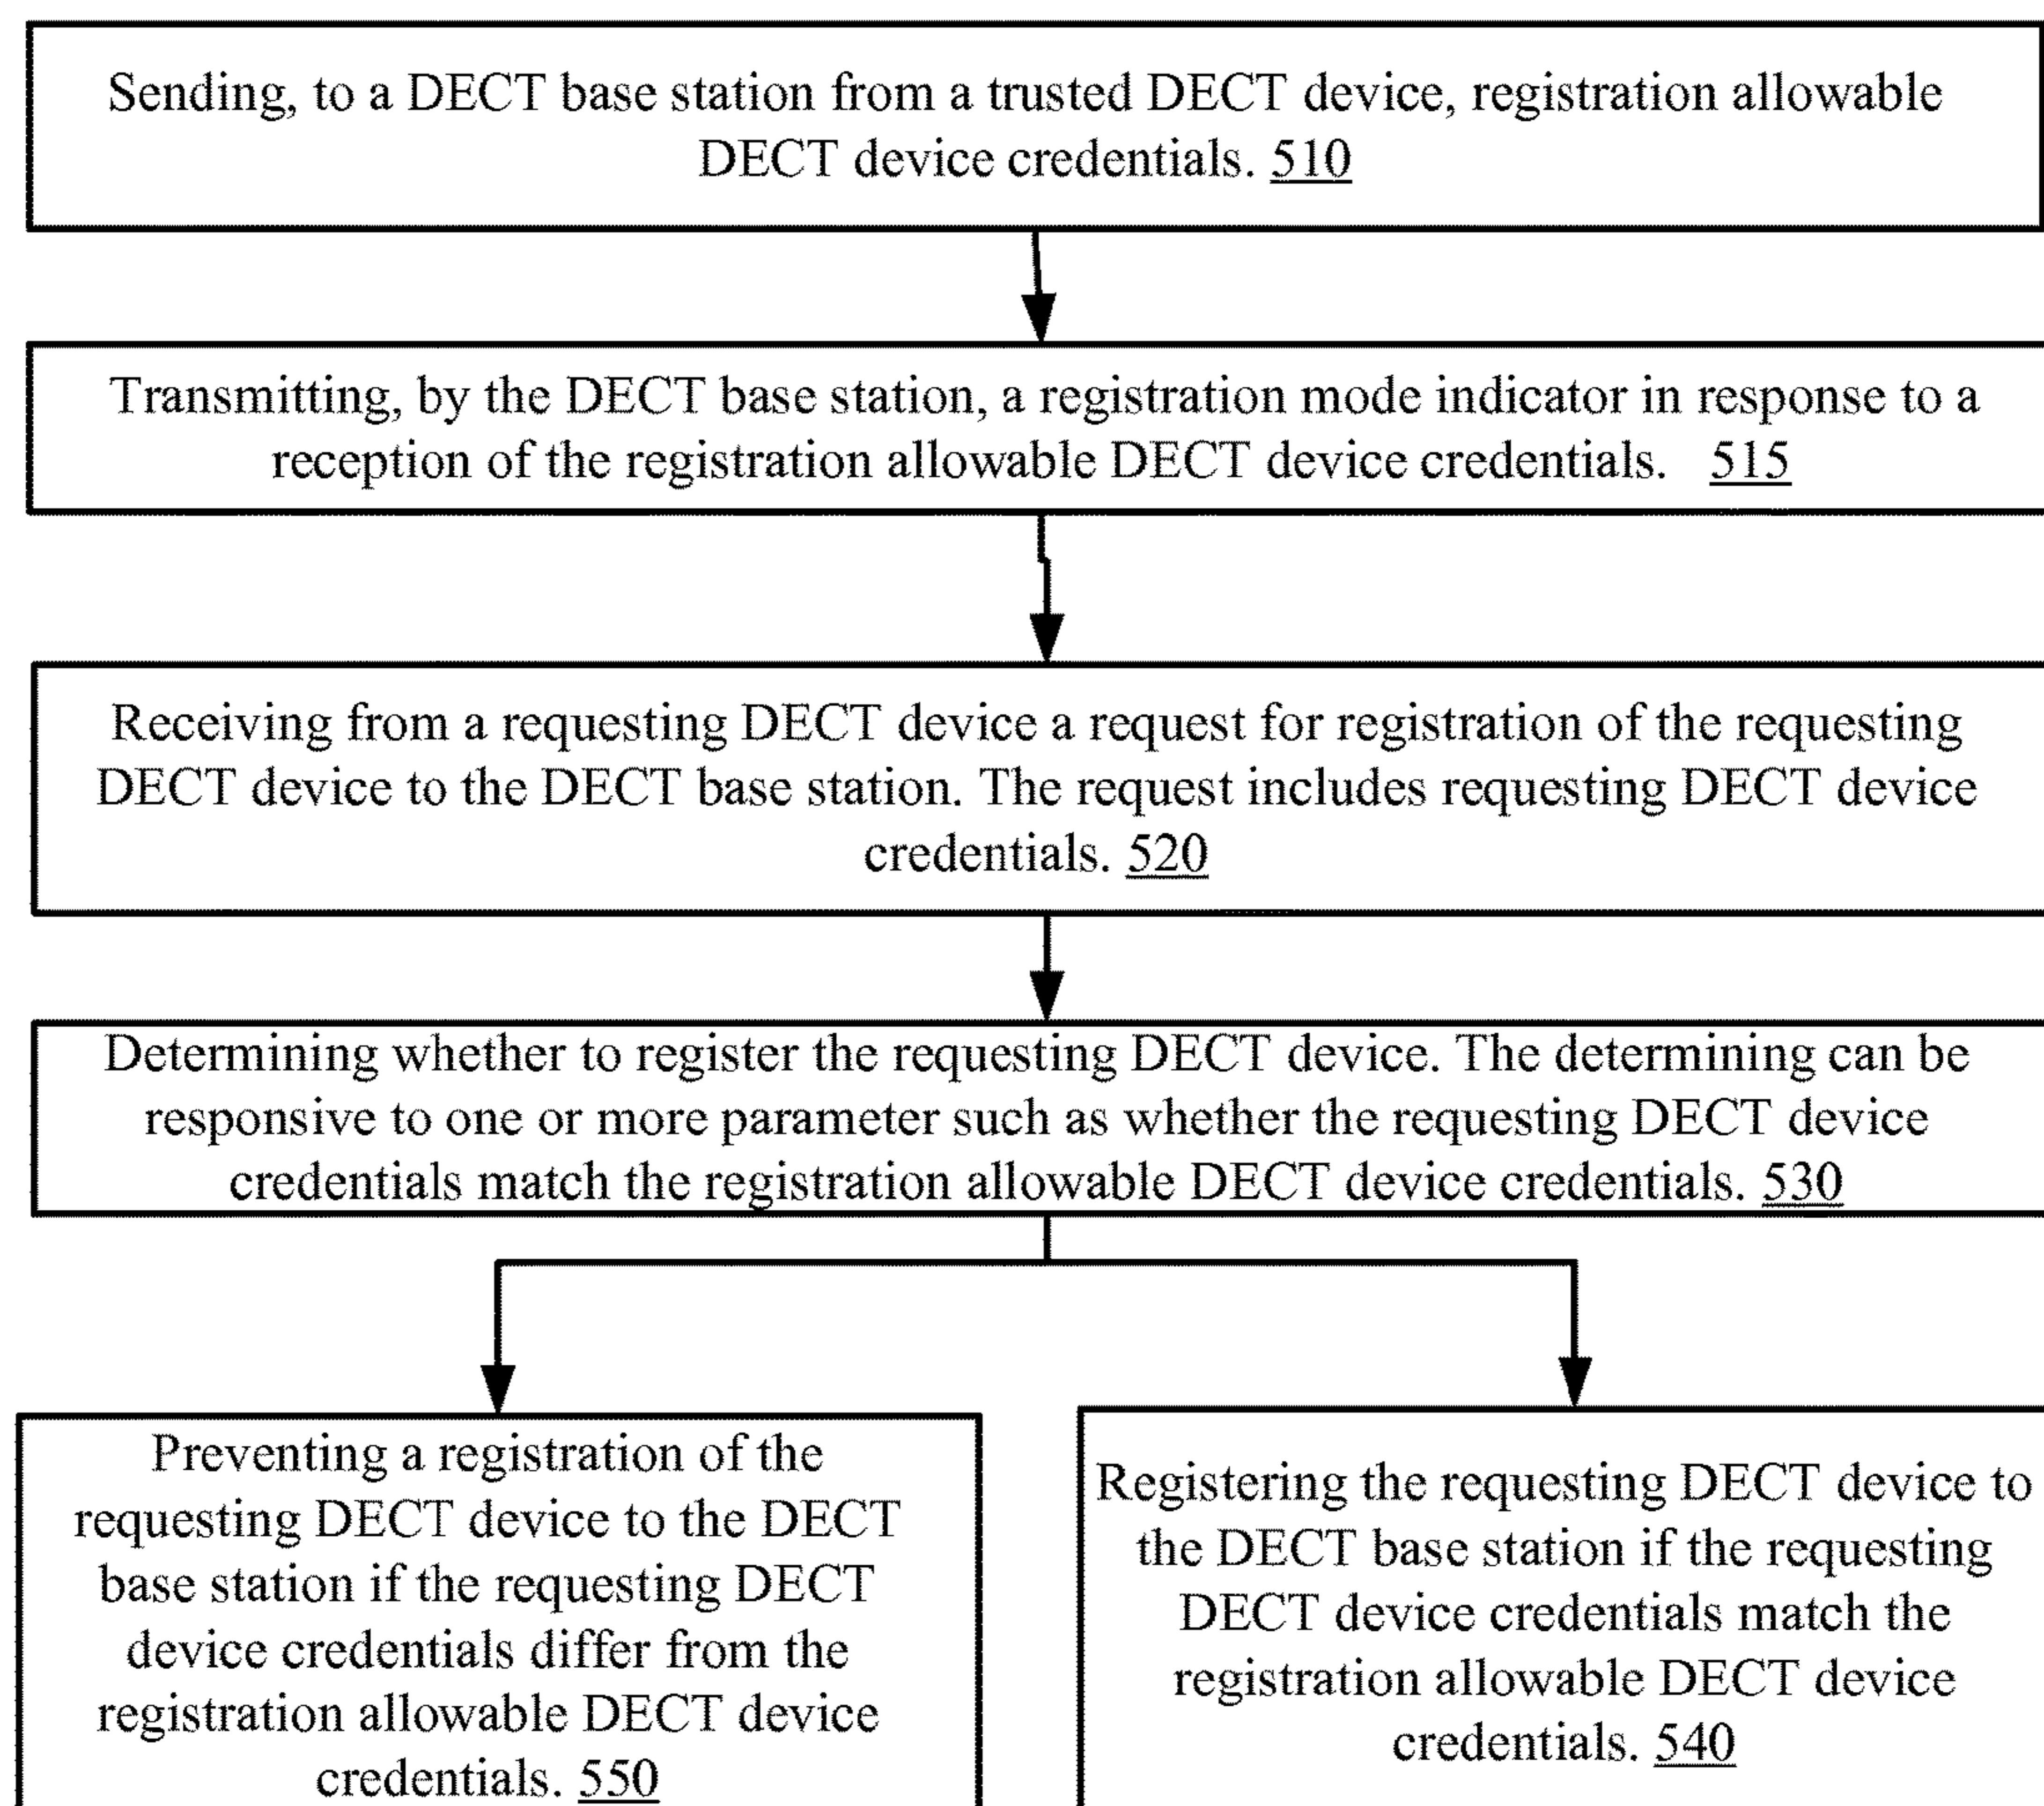 Sending, to a DECT base station from a trusted DECT device, registration allowable
DECT device credentials. 510
Transmitting, by the DECT base station, a registration mode indicator in response to a
reception of the registration allowable DECT device credentials. 515
Receiving from a requesting DECT device a request for registration of the requesting
DECT device to the DECT base station. The request includes requesting DECT device
credentials. 520
Determining whether to register the requesting DECT device. The determining can be
responsive to one or more parameter such as whether the requesting DECT device
credentials match the registration allowable DECT device credentials. 530
Preventing a registration of the
requesting DECT device to the DECT
base station if the requesting DECT
device credentials differ from the
registration allowable DECT device
credentials. 550
Registering the requesting DECT device to
the DECT base station if the requesting
DECT device credentials match the
registration allowable DECT device
credentials. 540